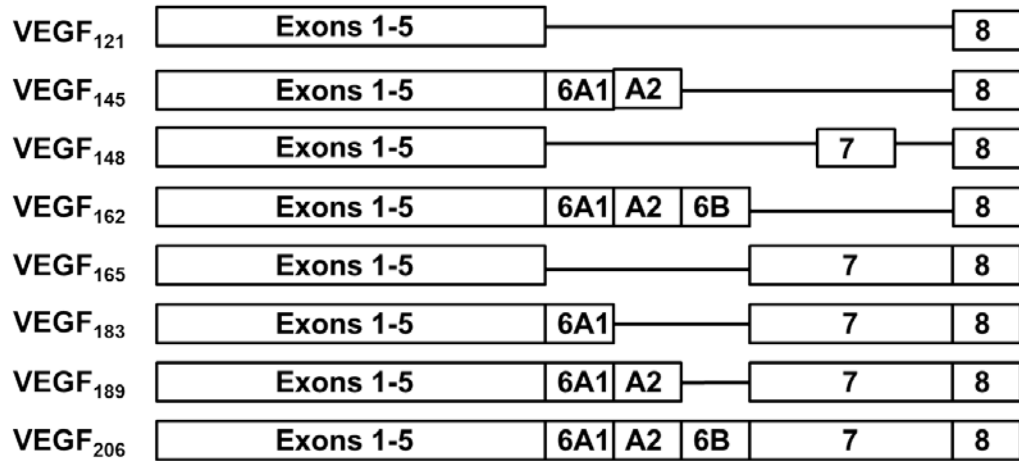 VEGF121 Exons 1-5 8
VEGF145 Exons 1-5 6A1 A2 8
VEGF148 Exons 1-5 7 8
VEGF162 Exons 1-5 6A1 A2 6B 8
VEGF165 Exons 1-5 7 8
VEGF183 Exons 1-5 6A1 7 8
VEGF189 Exons 1-5 6A1 A2 7 8
VEGF206 Exons 1-5 6A1 A2 6B 7 8